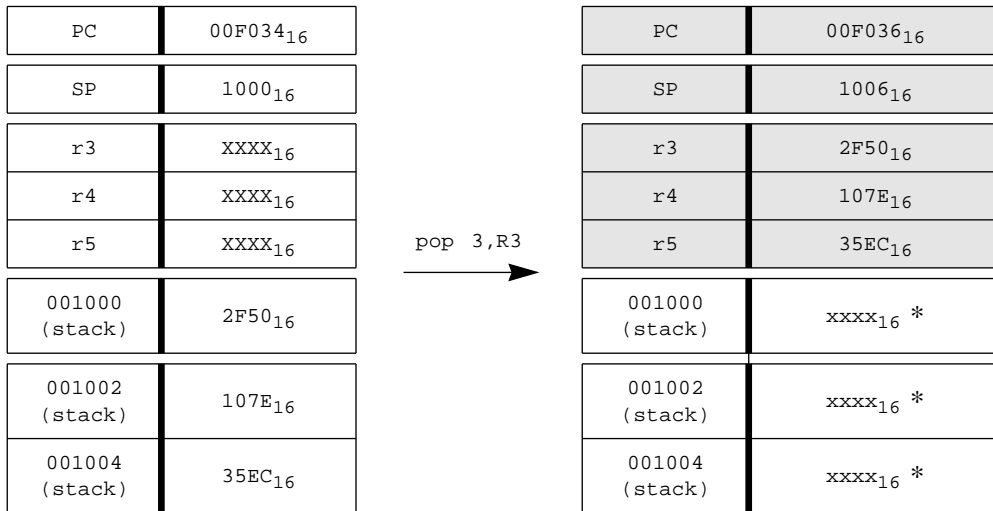 PC 00F034₁₆
SP 1000₁₆
r3 XXXX₁₆
r4 XXXX₁₆
r5 XXXX₁₆
001000
(stack) 2F50₁₆
001002
(stack) 107E₁₆
001004
(stack) 35EC₁₆
pop 3,R3
PC 00F036₁₆
SP 1006₁₆
r3 2F50₁₆
r4 107E₁₆
r5 35EC₁₆
001000
(stack) xxxx₁₆ *
001002
(stack) xxxx₁₆ *
001004
(stack) xxxx₁₆ *